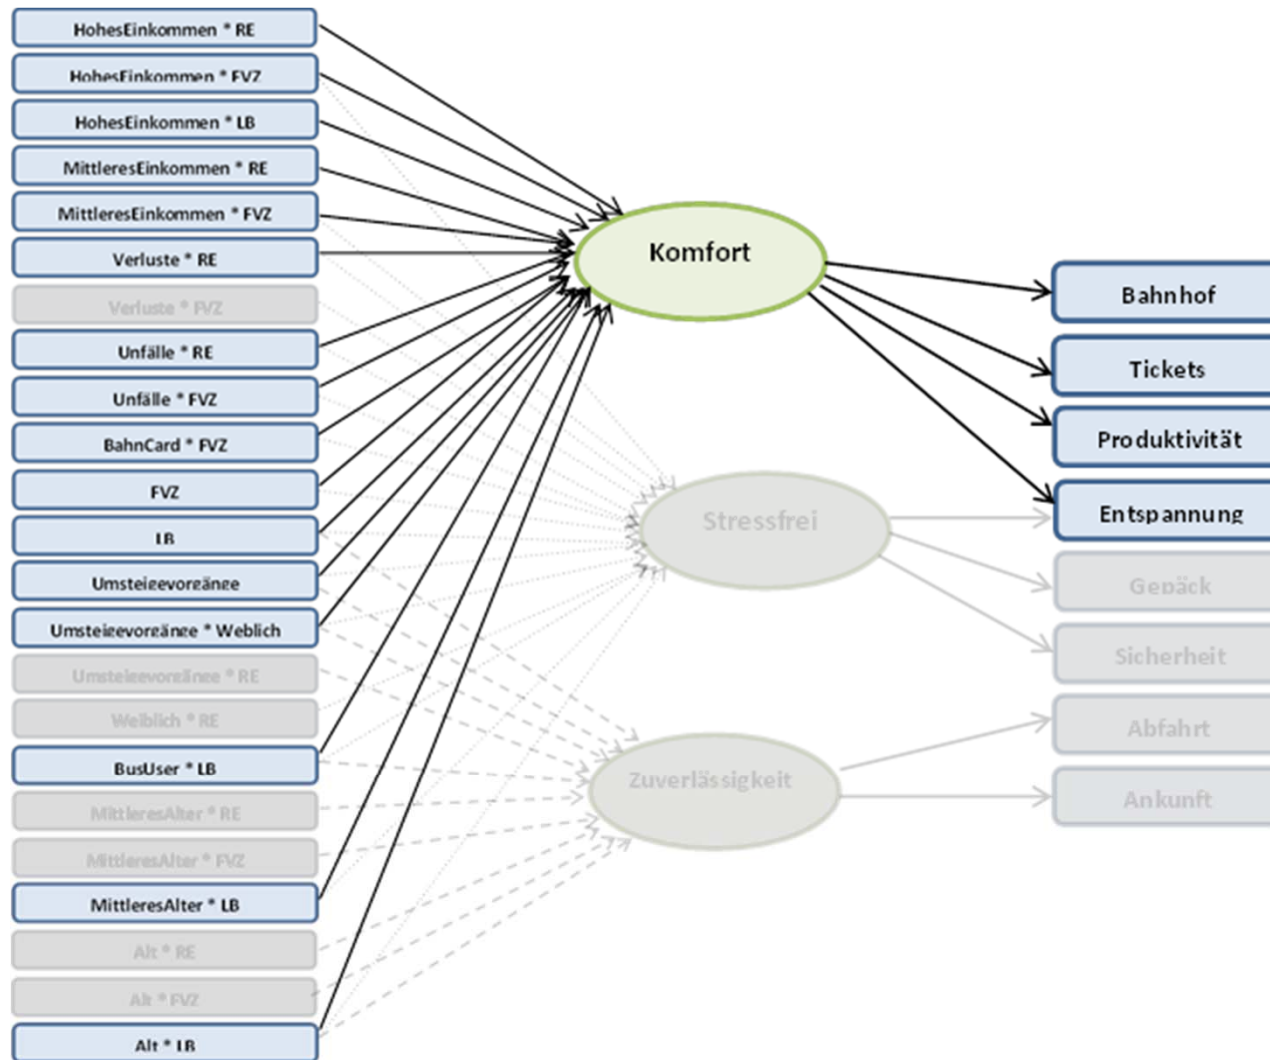 HohesEinkommen * RE
HohesEinkommen * FVZ
HohesEinkommen * LB
MittleresEinkommen * RE
MittleresEinkommen * FVZ
Verluste * RE
Verluste * FVZ
Unfälle * RE
Unfälle * FVZ
BahnCard * FVZ
FVZ
LB
Umsteigevorgänge
Umsteigevorgänge * Weblich
Umsteigevorgänge * RE
Weiblich * RE
BusUser * LB
MittleresAlter * RE
MittleresAlter * FVZ
MittleresAlter * LB
Alt * RE
Alt * FVZ
Alt * LB
Komfort
Stressfrei
Zuverlässigkeit
Bahnhof
Tickets
Produktivität
Entspannung
Gepäck
Sicherheit
Abfahrt
Ankunft